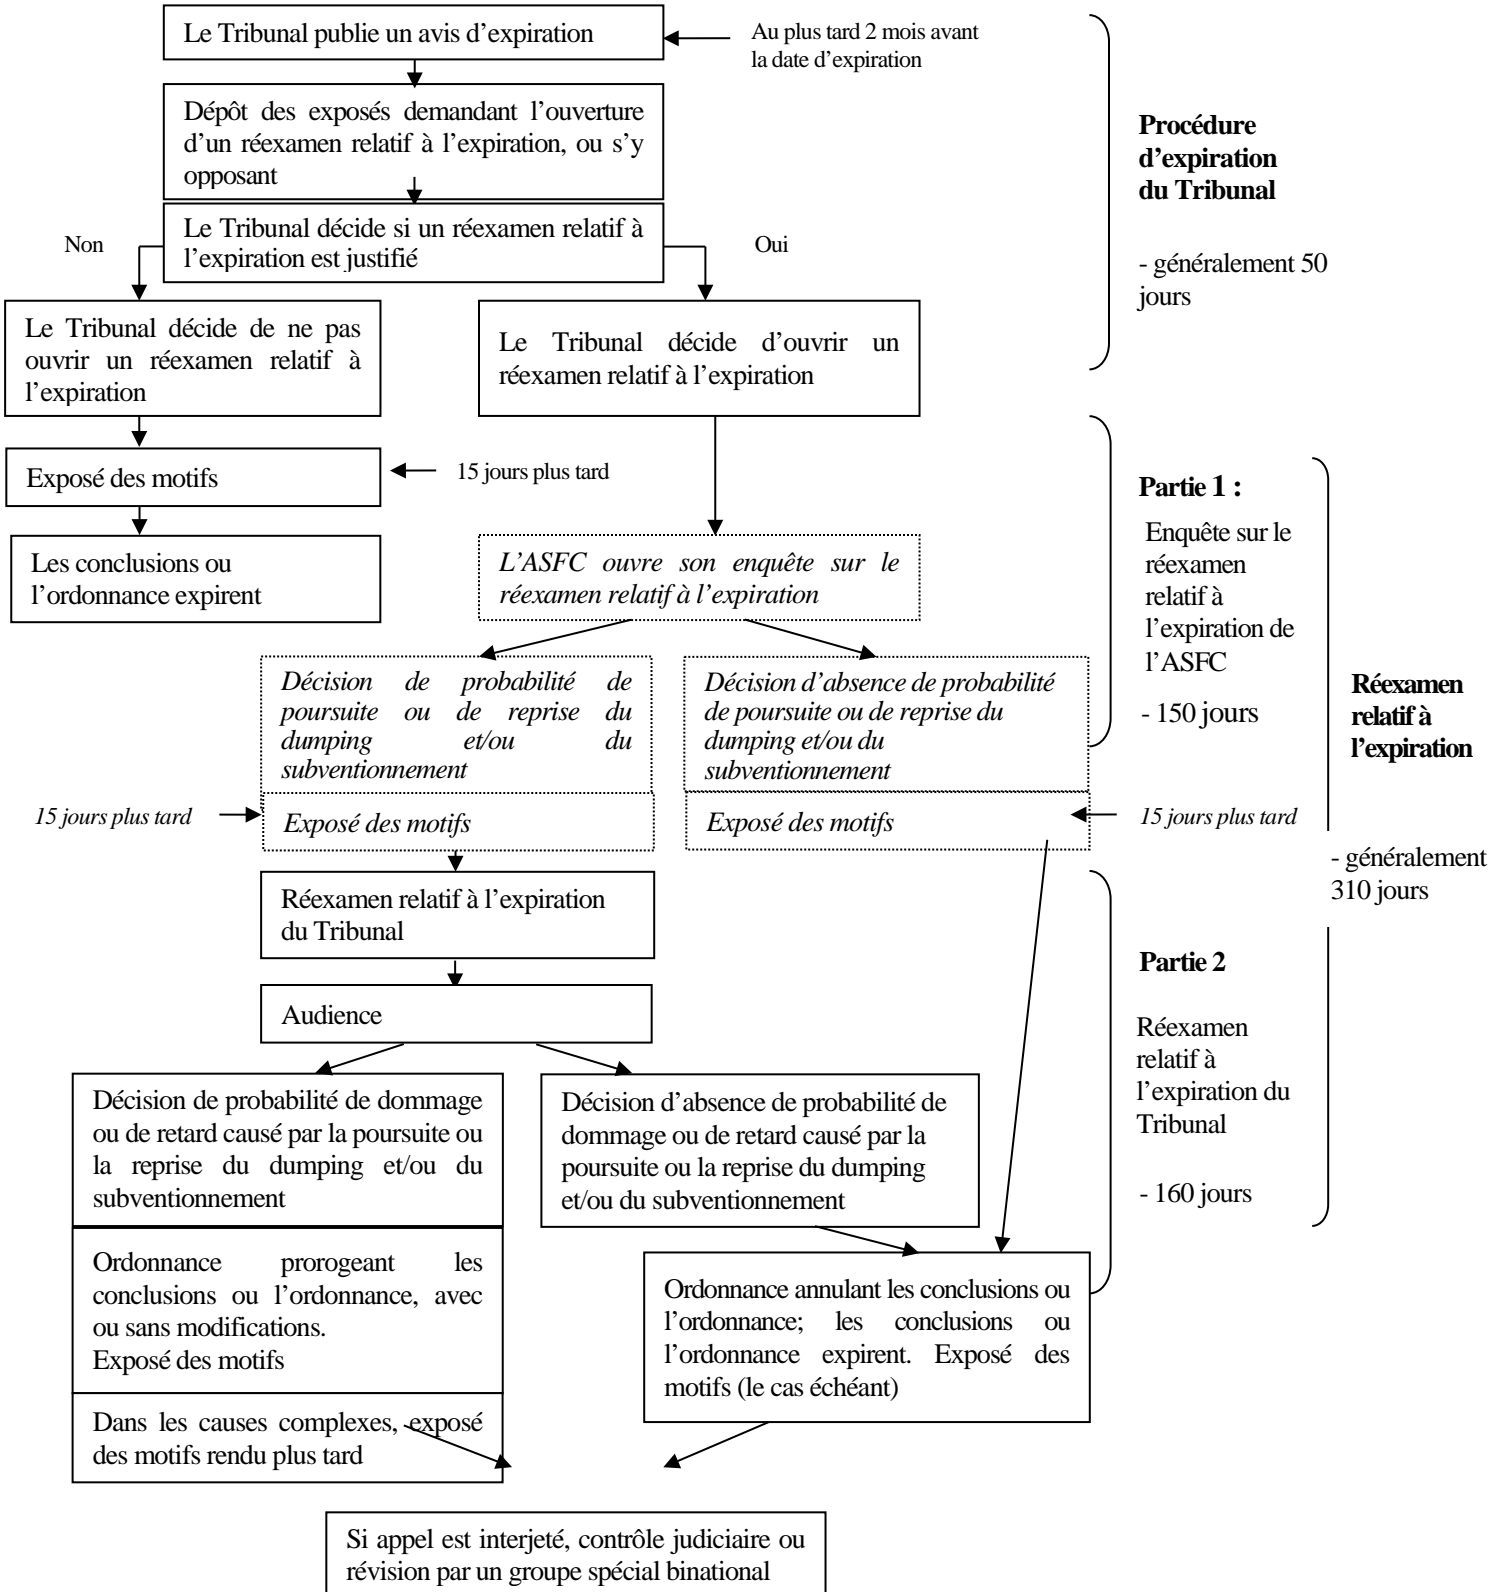 Le Tribunal publie un avis d’expiration
Au plus tard 2 mois avant
la date d’expiration
Dépôt des exposés demandant l’ouverture
d’un réexamen relatif à l’expiration, ou s’y
opposant
Procédure
d’expiration
du Tribunal
- généralement 50
jours
Le Tribunal décide si un réexamen relatif à
l’expiration est justifié
Non
Oui
Le Tribunal décide de ne pas
ouvrir un réexamen relatif à
l’expiration
Le Tribunal décide d’ouvrir un
réexamen relatif à l’expiration
Exposé des motifs
15 jours plus tard
Les conclusions ou
l’ordonnance expirent
L’ASFC ouvre son enquête sur le
réexamen relatif à l’expiration
Partie 1 :
Enquête sur le
réexamen
relatif à
l’expiration de
l’ASFC
- 150 jours
Réexamen
relatif à
l’expiration
- généralement
310 jours
Décision de probabilité de
poursuite ou de reprise du
dumping et/ou du
subventionnement
Décision d’absence de probabilité
de poursuite ou de reprise du
dumping et/ou du
subventionnement
15 jours plus tard
Exposé des motifs
Exposé des motifs
15 jours plus tard
Réexamen relatif à l’expiration
du Tribunal
Audience
Partie 2
Réexamen
relatif à
l’expiration du
Tribunal
- 160 jours
Décision de probabilité de dommage
ou de retard causé par la poursuite ou
la reprise du dumping et/ou du
subventionnement
Décision d’absence de probabilité de
dommage ou de retard causé par la
poursuite ou la reprise du dumping
et/ou du subventionnement
Ordonnance prorogeant les
conclusions ou l’ordonnance, avec
ou sans modifications.
Exposé des motifs
Ordonnance annulant les conclusions ou
l’ordonnance; les conclusions ou
l’ordonnance expirent. Exposé des
motifs (le cas échéant)
Dans les causes complexes, exposé
des motifs rendu plus tard
Si appel est interjeté, contrôle judiciaire ou
révision par un groupe spécial binational